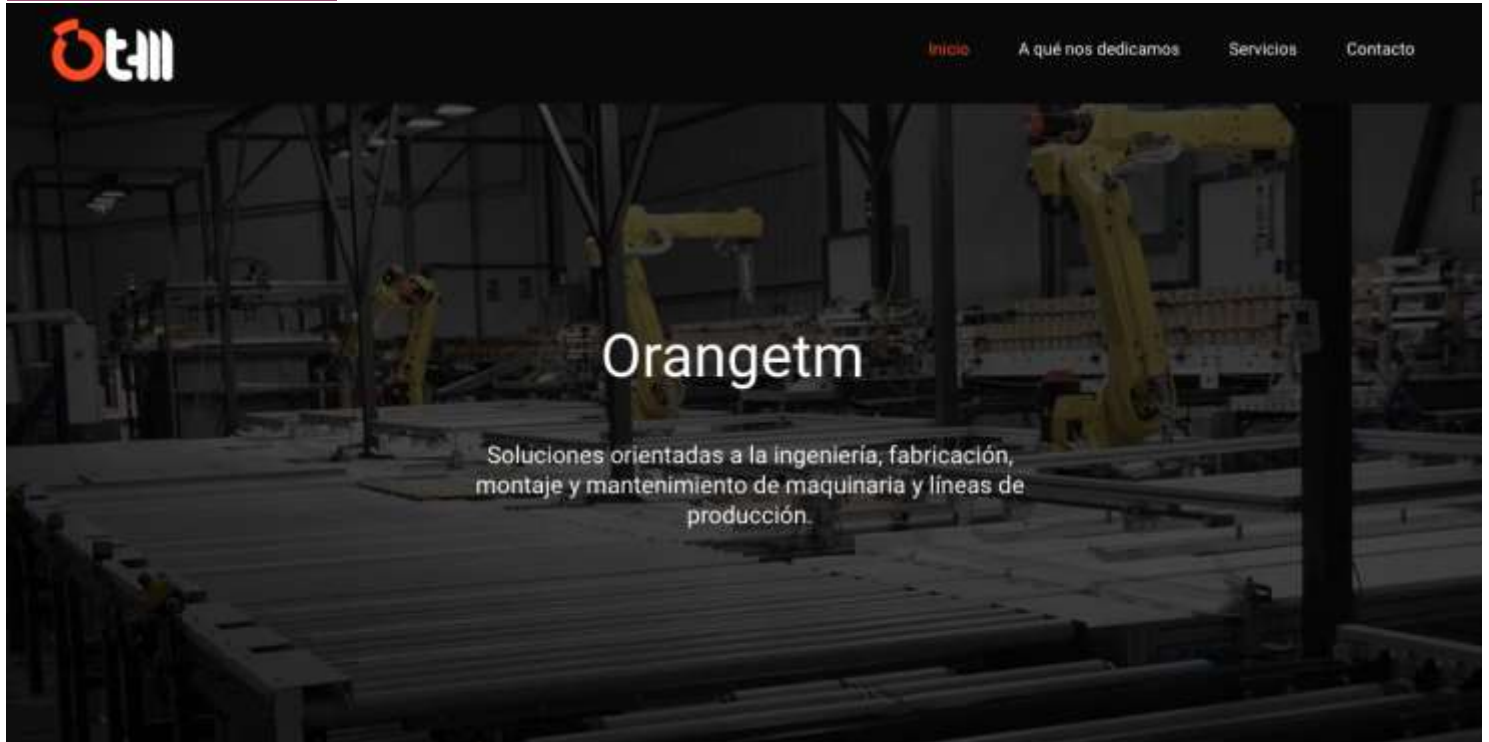 Otm
Inicio A qué nos dedicamos Servicios Contacto
Orangetm
Soluciones orientadas a la ingeniería, fabricación,
montaje y mantenimiento de maquinaria y líneas de
producción.